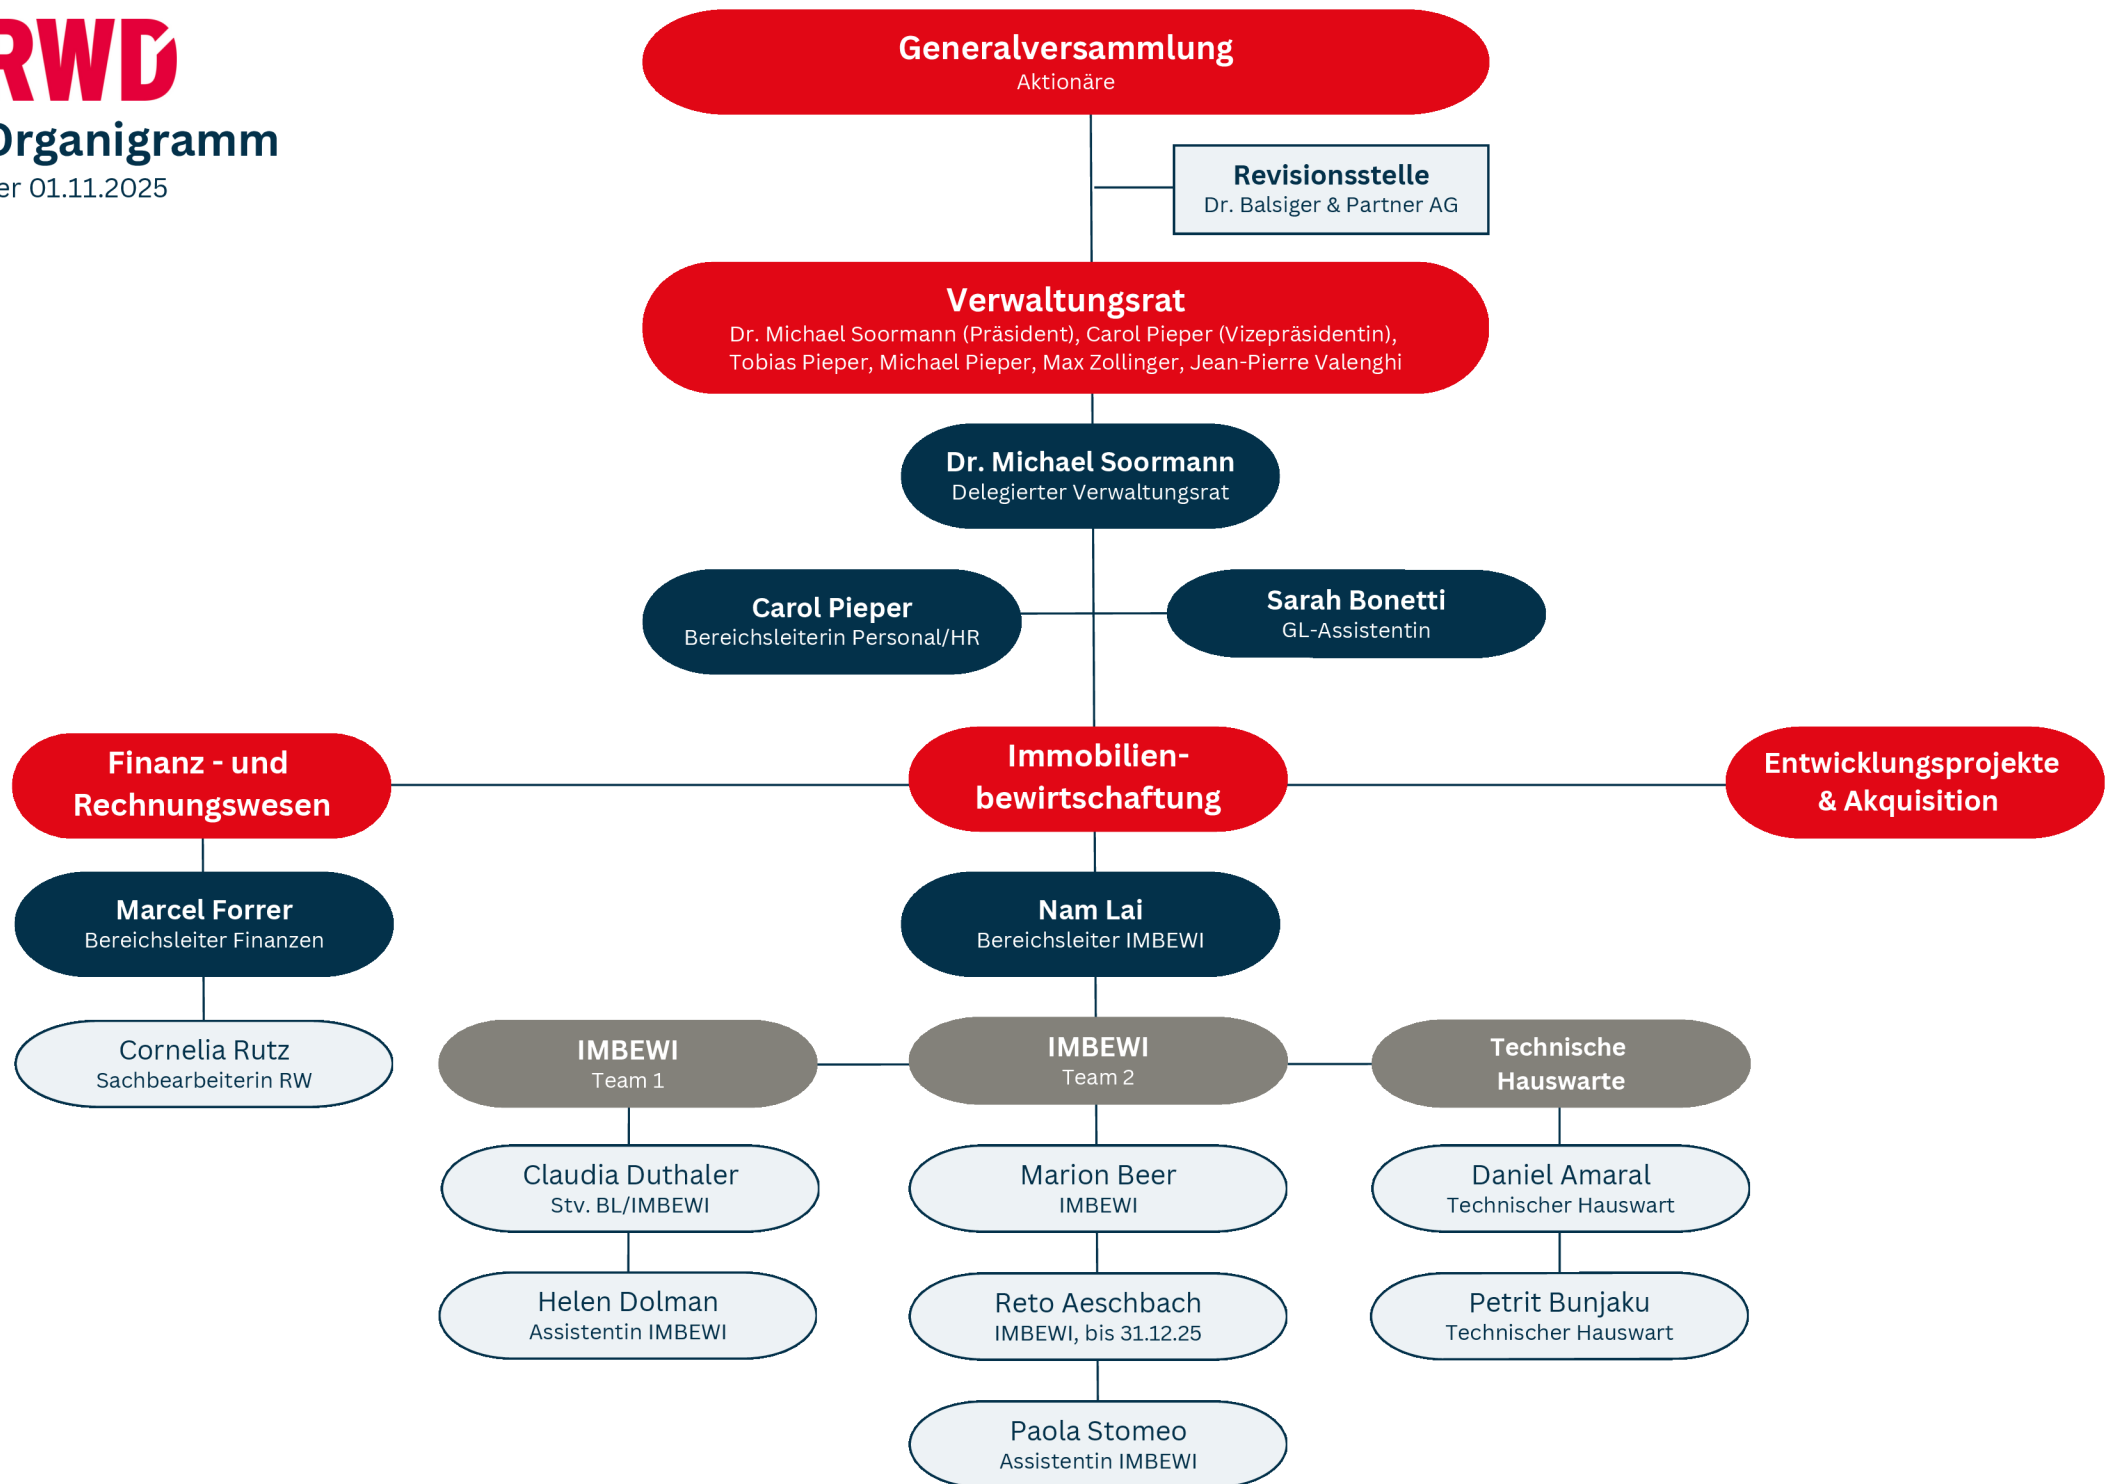 RWD
Organigramm
er 01.11.2025
Generalversammlung
Aktionäre
Revisionsstelle
Dr. Balsiger & Partner AG
Verwaltungsrat
Dr. Michael Soormann (Präsident), Carol Pieper (Vizepräsidentin),
Tobias Pieper, Michael Pieper, Max Zollinger, Jean-Pierre Valenghi
Dr. Michael Soormann
Delegierter Verwaltungsrat
Carol Pieper
Bereichsleiterin Personal/HR
Sarah Bonetti
GL-Assistentin
Finanz - und
Rechnungswesen
Immobilien-
bewirtschaftung
Entwicklungsprojekte
& Akquisition
Marcel Forrer
Bereichsleiter Finanzen
Nam Lai
Bereichsleiter IMBEWI
Cornelia Rutz
Sachbearbeiterin RW
IMBEWI
Team 1
IMBEWI
Team 2
Technische
Hauswarte
Claudia Duthaler
Stv. BL/IMBEWI
Marion Beer
IMBEWI
Daniel Amaral
Technischer Hauswart
Helen Dolman
Assistentin IMBEWI
Reto Aeschbach
IMBEWI, bis 31.12.25
Petrit Bunjaku
Technischer Hauswart
Paola Stomeo
Assistentin IMBEWI